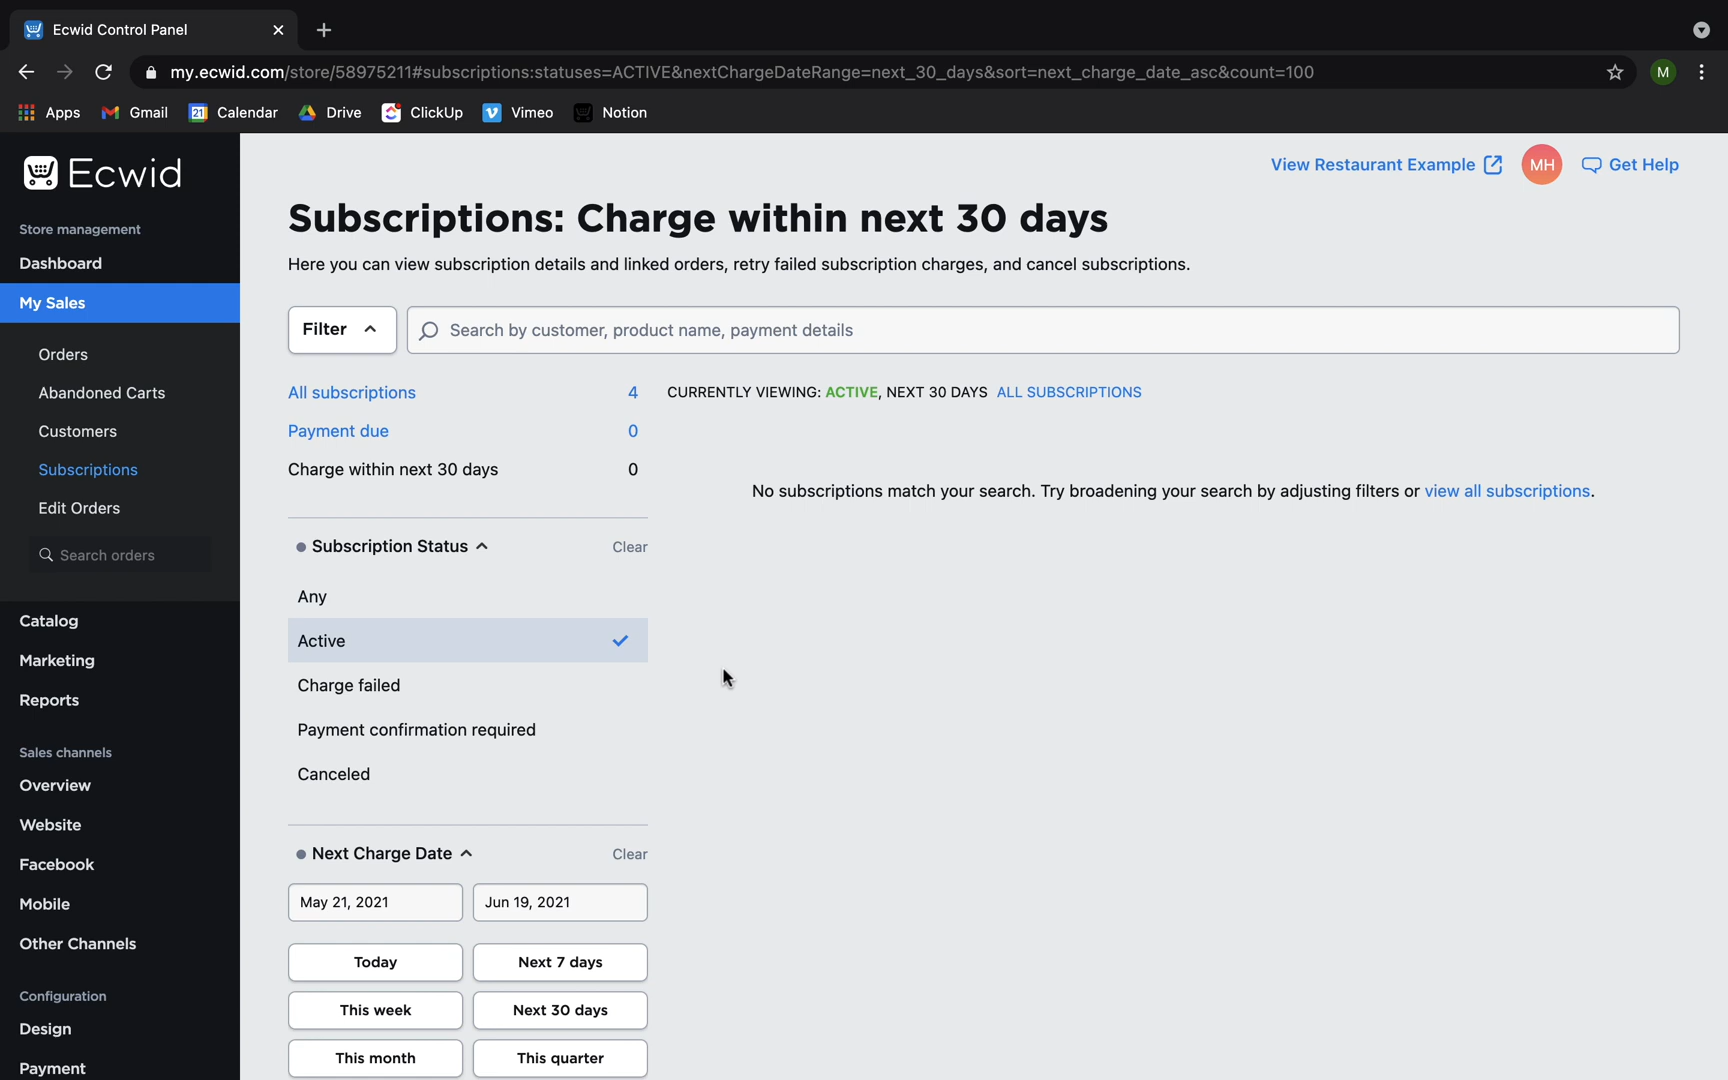 Ecwid Control Panel
my.ecwid.com/store/58975211#subscriptions:statuses=ACTIVE&nextChargeDateRange=next_30_days&sort=next_charge_date_asc&count=100
M
Apps
Gmail
21
Calendar
Drive
ClickUp
Vimeo
Notion
Ecwid
View Restaurant Example
MH
Get Help
Store management
Dashboard
My Sales
Orders
Abandoned Carts
Customers
Subscriptions
Edit Orders
Search orders
Catalog
Marketing
Reports
Sales channels
Overview
Website
Facebook
Mobile
Other Channels
Configuration
Design
Payment
Subscriptions: Charge within next 30 days
Here you can view subscription details and linked orders, retry failed subscription charges, and cancel subscriptions.
Filter
Search by customer, product name, payment details
All subscriptions 4
Payment due 0
Charge within next 30 days 0
CURRENTLY VIEWING: ACTIVE, NEXT 30 DAYS ALL SUBSCRIPTIONS
No subscriptions match your search. Try broadening your search by adjusting filters or view all subscriptions.
Subscription Status Clear
Any
Active
Charge failed
Payment confirmation required
Canceled
Next Charge Date Clear
May 21, 2021 Jun 19, 2021
Today Next 7 days
This week Next 30 days
This month This quarter